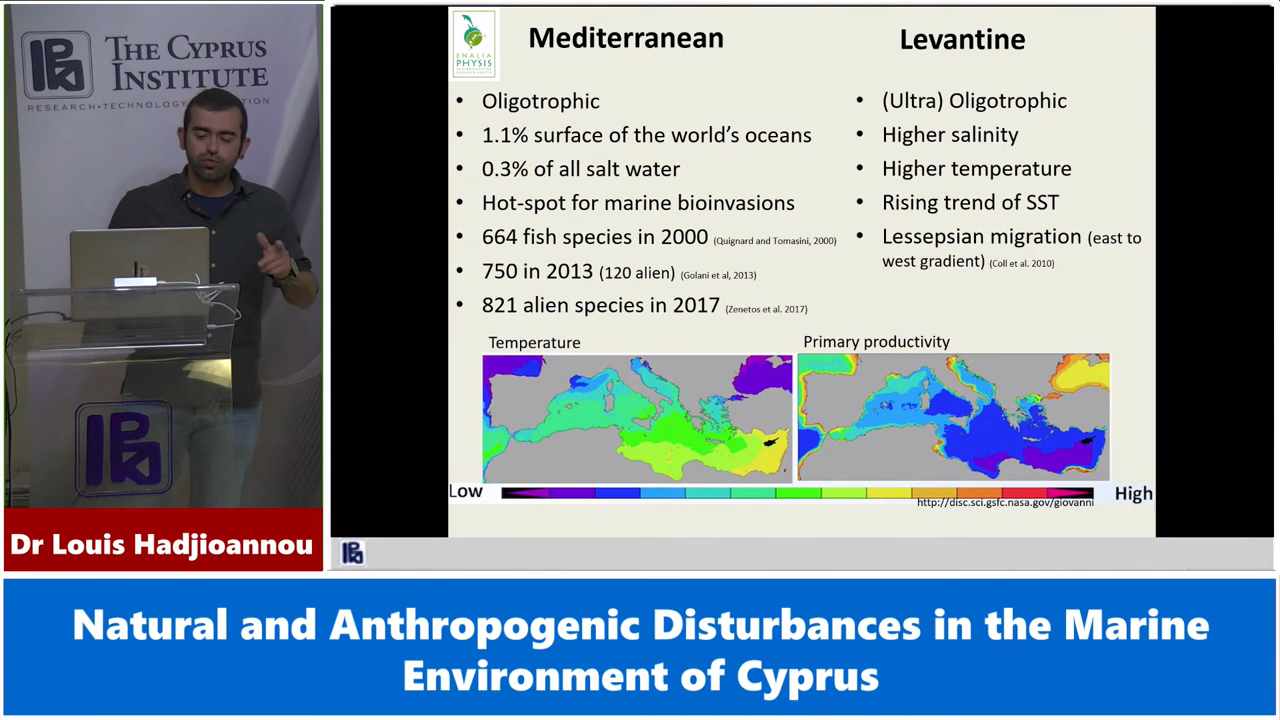 THE CYPRUS
INSTITUTE
RESEARCH•TECHNOLOGY
ENALIA
PHYSIS
Mediterranean
• Oligotrophic
• 1.1% surface of the world's oceans
• 0.3% of all salt water
• Hot-spot for marine bioinvasions
• 664 fish species in 2000 (Quignard and Tomasini, 2000)
• 750 in 2013 (120 alien) (Golani et al, 2013)
• 821 alien species in 2017 (Zenetos et al. 2017)
Levantine
• (Ultra) Oligotrophic
• Higher salinity
• Higher temperature
• Rising trend of SST
• Lessepsian migration (east to
west gradient) (Coll et al. 2010)
Temperature
Primary productivity
Low
High
http://disc.sci.gsfc.nasa.gov/giovanni
Dr Louis Hadjioannou
Natural and Anthropogenic Disturbances in the Marine
Environment of Cyprus